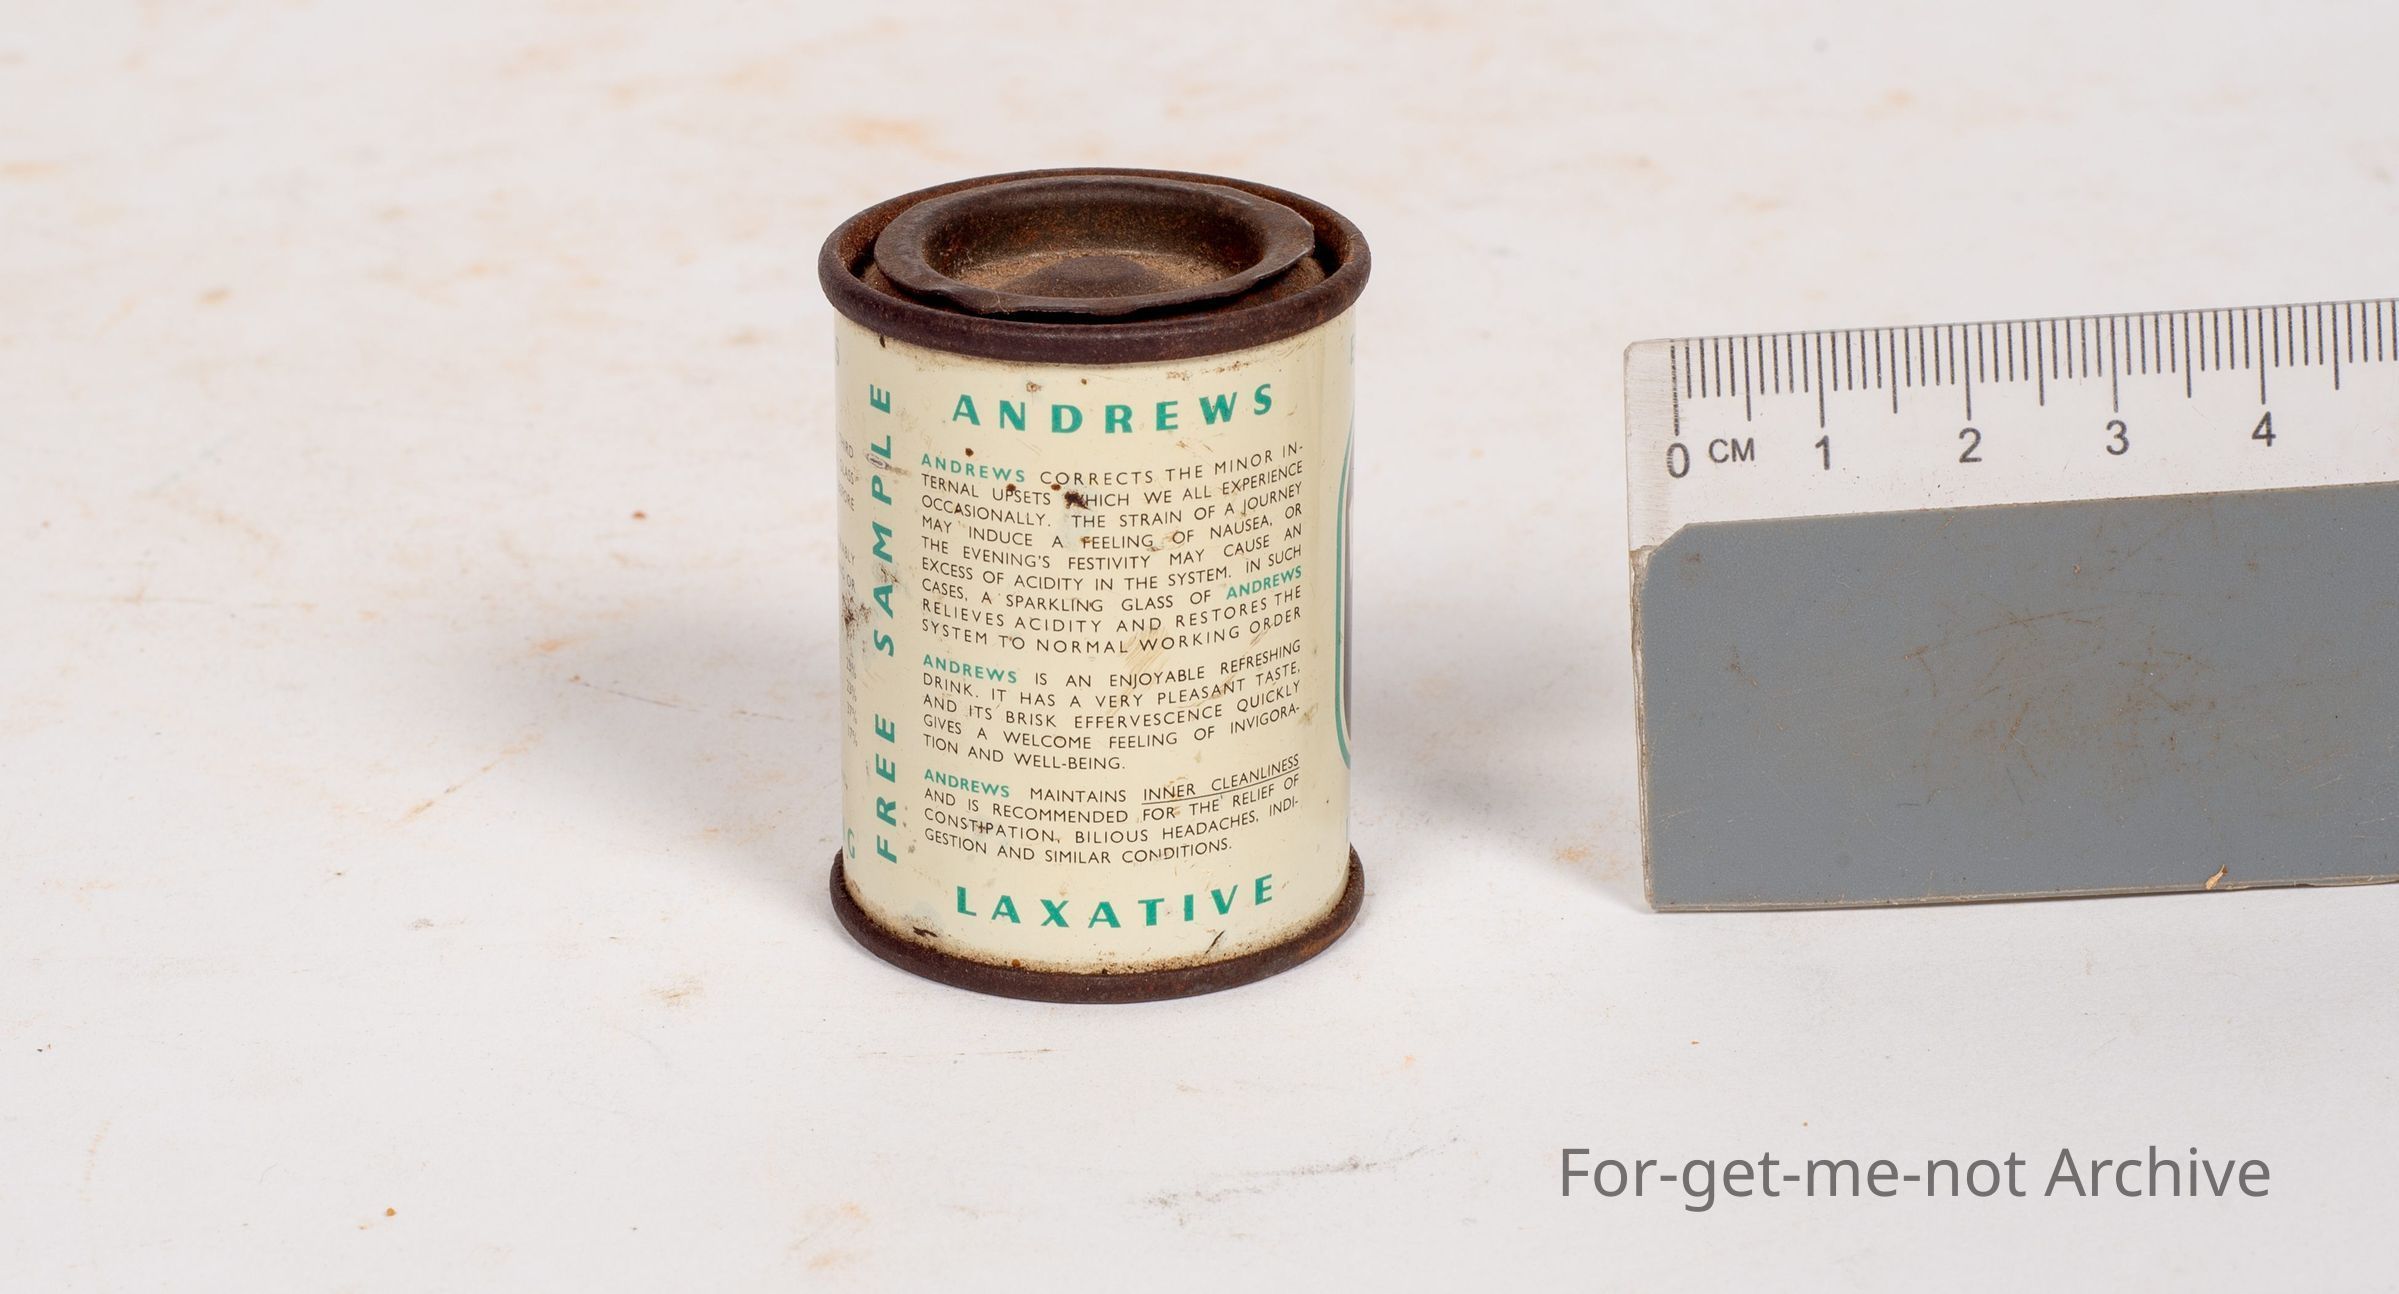 ANDREWS
ANDREWS CORRECTS THE MINOR IN-
TERNAL UPSETS WHICH WE ALL EXPERIENCE
OCCASIONALLY. THE STRAIN OF A JOURNEY
MAY INDUCE A FEELING OF NAUSEA, OR
THE EVENING'S FESTIVITY MAY CAUSE AN
EXCESS OF ACIDITY IN THE SYSTEM. IN SUCH
CASES, A SPARKLING GLASS OF ANDREWS
RELIEVES ACIDITY AND RESTORES THE
SYSTEM TO NORMAL WORKING ORDER
ANDREWS IS AN ENJOYABLE REFRESHING
DRINK. IT HAS A VERY PLEASANT TASTE,
AND ITS BRISK EFFERVESCENCE QUICKLY
GIVES A WELCOME FEELING OF INVIGORA-
TION AND WELL-BEING.
ANDREWS MAINTAINS INNER CLEANLINESS
AND IS RECOMMENDED FOR THE RELIEF OF
CONSTIPATION, BILIOUS HEADACHES, INDI-
GESTION AND SIMILAR CONDITIONS.
LAXATIVE
FREE SAMPLE
0 CM 1 2 3 4
For-get-me-not Archive